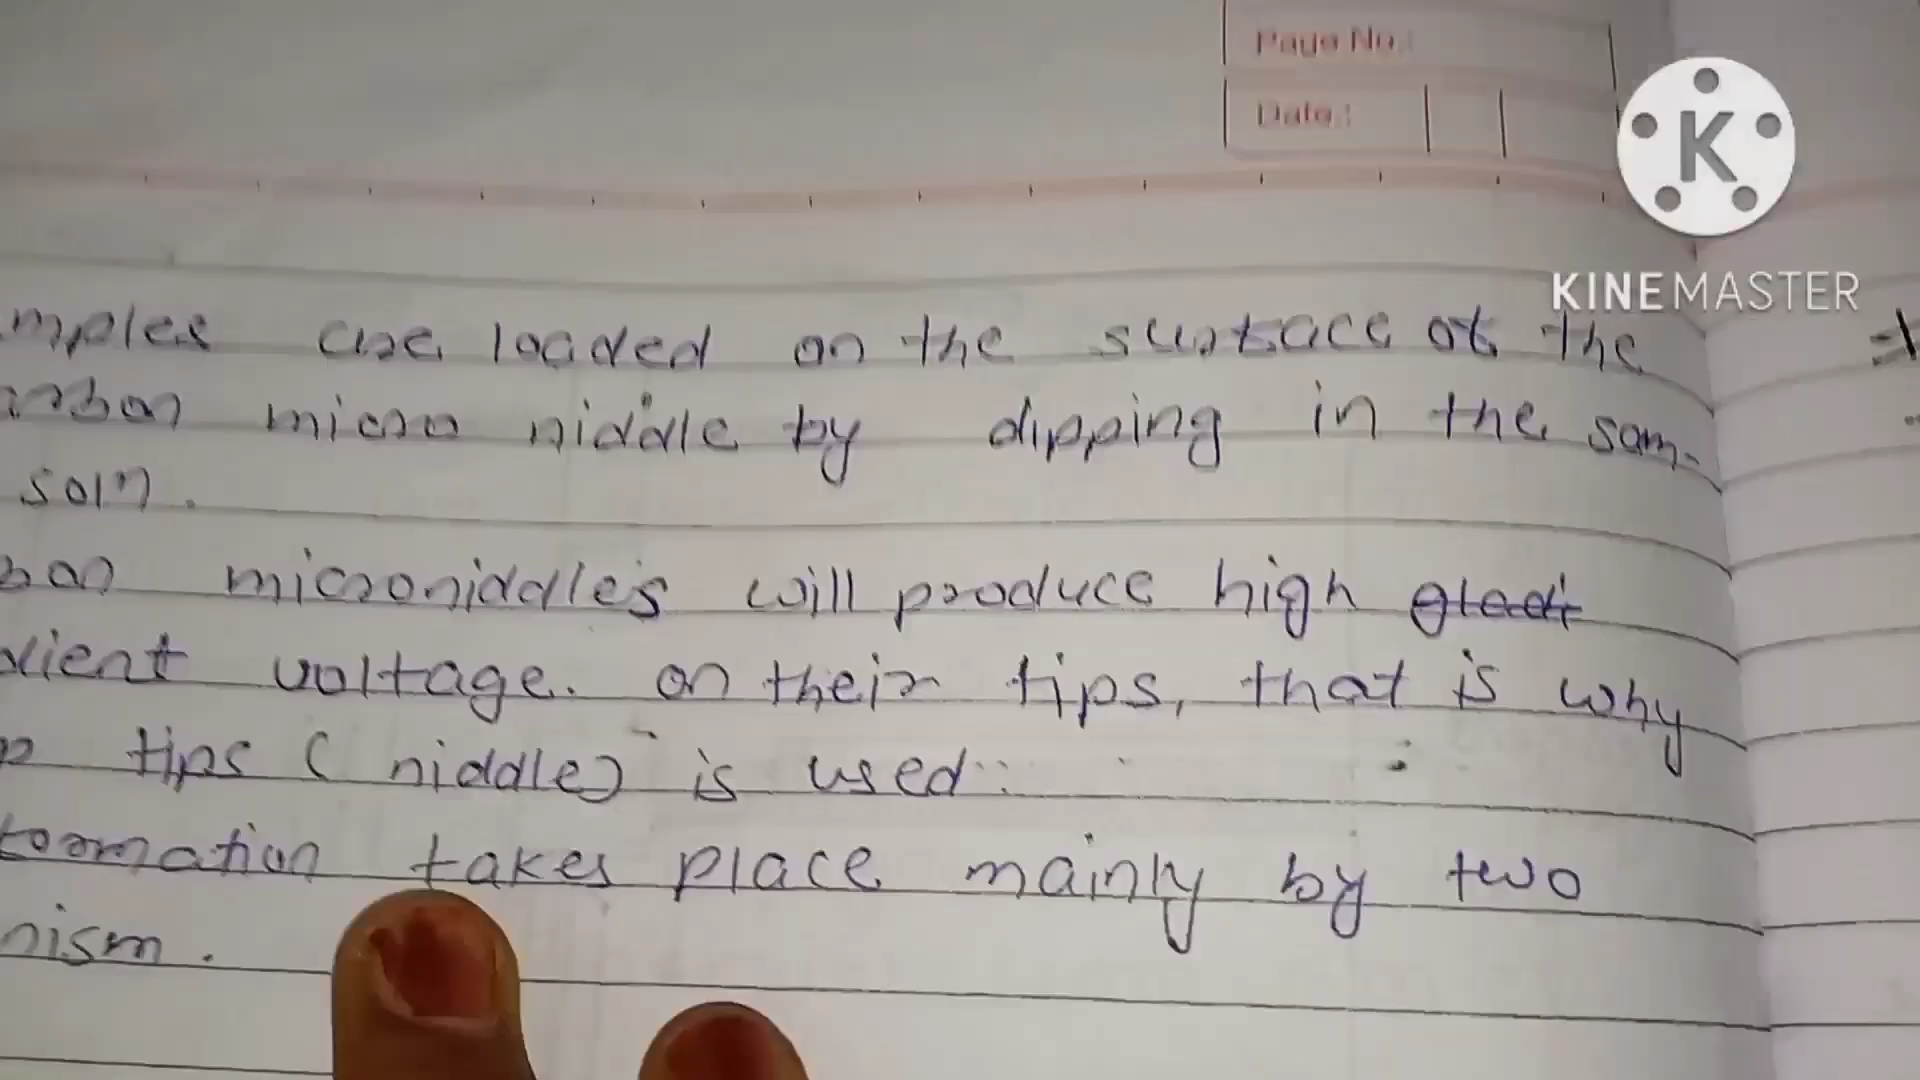 Page No.:
Date.:
KINEMASTER
mples are loaded on the surface of the
arbon micro niddle by dipping in the sam-
soln.
bon microniddles will produce high
dient voltage. on their tips, that is why
p tips (niddle) is used.
formation takes place mainly by two
nism.